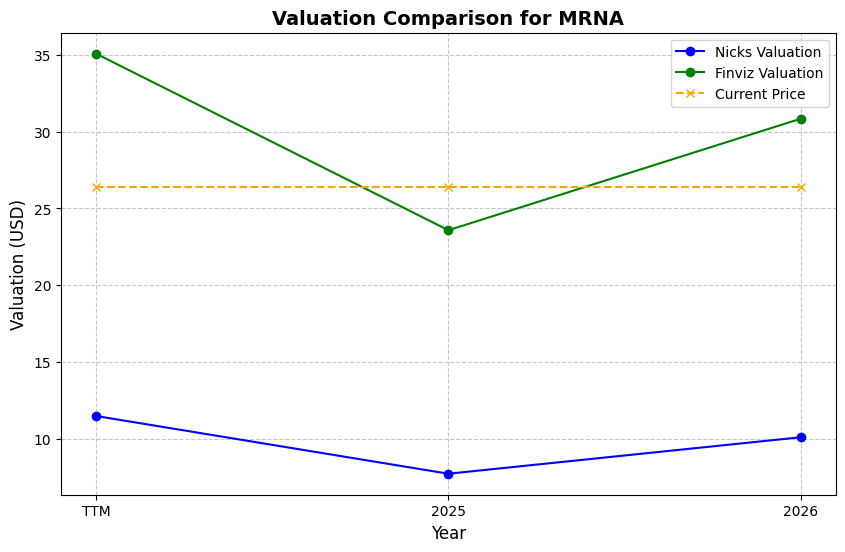 Valuation Comparison for MRNA
Nicks Valuation
Finviz Valuation
Current Price
Valuation (USD)
35
30
25
20
15
10
TTM
2025
2026
Year